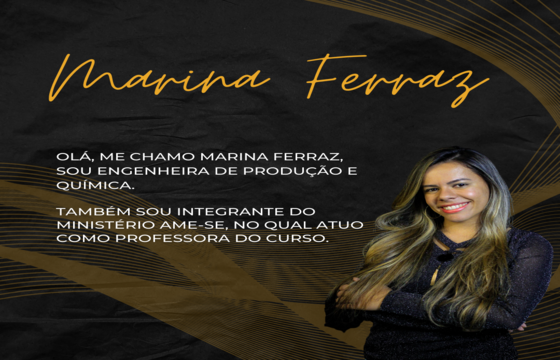 Marina Ferraz
OLÁ, ME CHAMO MARINA FERRAZ,
SOU ENGENHEIRA DE PRODUÇÃO E
QUÍMICA.
TAMBÉM SOU INTEGRANTE DO
MINISTÉRIO AME-SE, NO QUAL ATUO
COMO PROFESSORA DO CURSO.